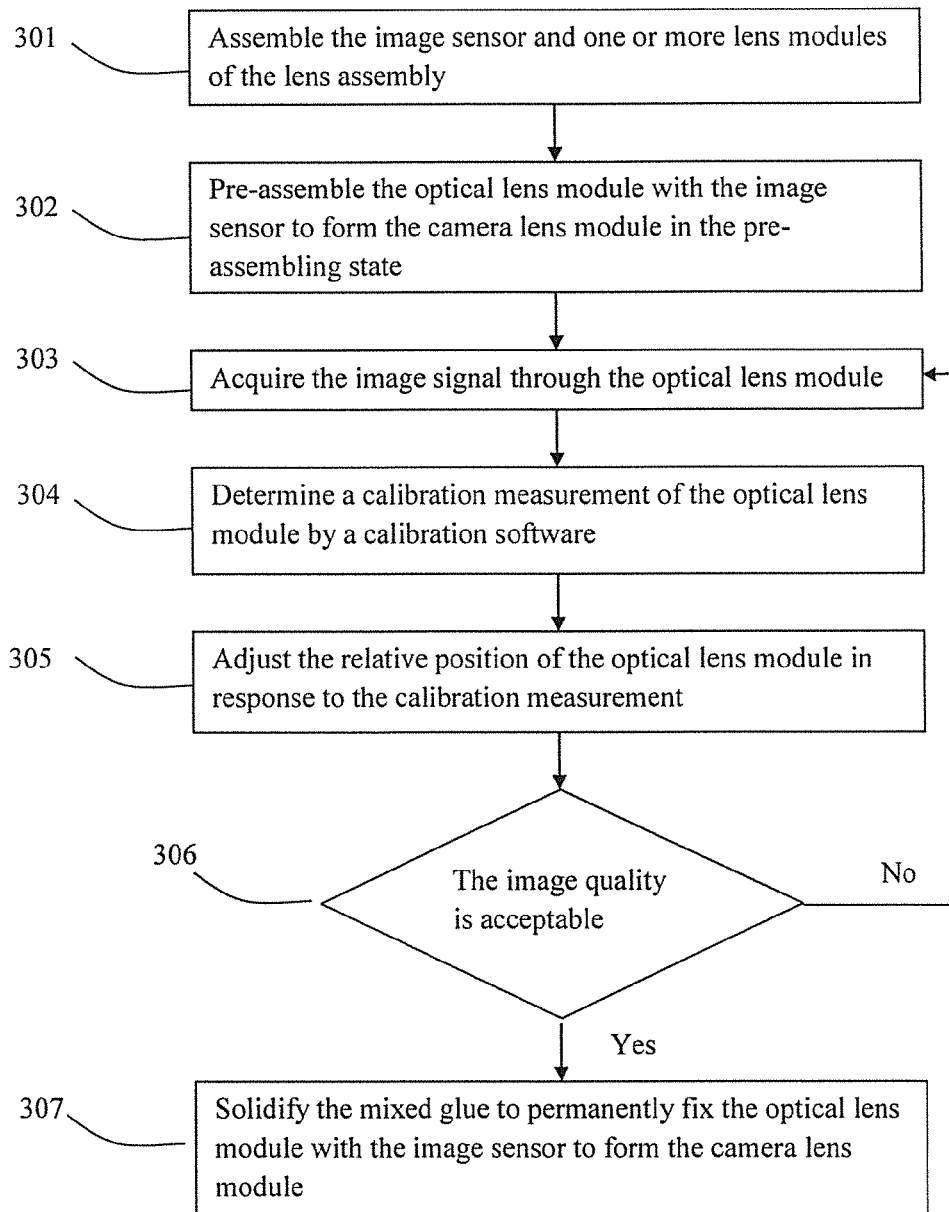 301
Assemble the image sensor and one or more lens modules
of the lens assembly
302
Pre-assemble the optical lens module with the image
sensor to form the camera lens module in the pre-
assembling state
303
Acquire the image signal through the optical lens module
304
Determine a calibration measurement of the optical lens
module by a calibration software
305
Adjust the relative position of the optical lens module in
response to the calibration measurement
306
The image quality
is acceptable
No
Yes
307
Solidify the mixed glue to permanently fix the optical lens
module with the image sensor to form the camera lens
module